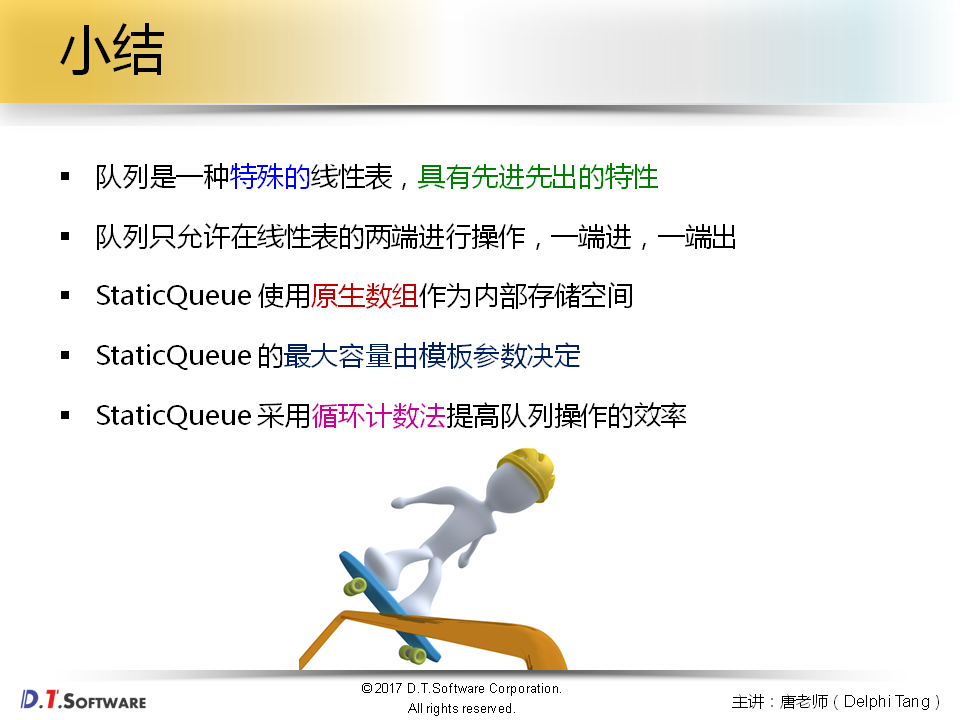 小结
▪ 队列是一种特殊的线性表，具有先进先出的特性
▪ 队列只允许在线性表的两端进行操作，一端进，一端出
▪ StaticQueue 使用原生数组作为内部存储空间
▪ StaticQueue 的最大容量由模板参数决定
▪ StaticQueue 采用循环计数法提高队列操作的效率
D.T.SOFTWARE
©2017 D.T.Software Corporation.
All rights reserved.
主讲：唐老师（Delphi Tang）